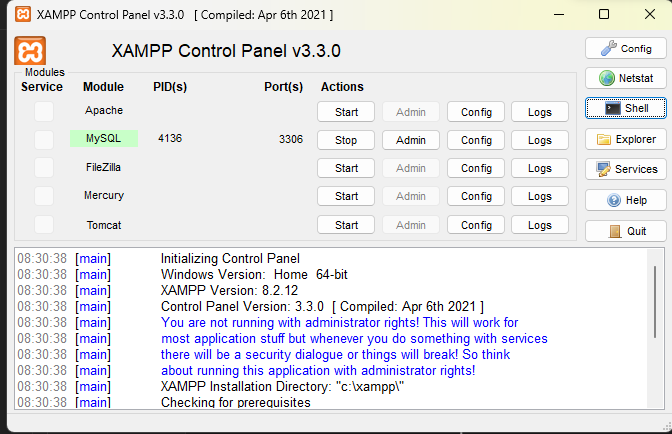 XAMPP Control Panel v3.3.0 [ Compiled: Apr 6th 2021 ]
XAMPP Control Panel v3.3.0
Config
Modules
Service Module PID(s) Port(s) Actions
Netstat
Apache Start Admin Config Logs
Shell
MySQL 4136 3306 Stop Admin Config Logs
Explorer
FileZilla Start Admin Config Logs
Services
Mercury Start Admin Config Logs
Help
Tomcat Start Admin Config Logs
Quit
08:30:38 [main] Initializing Control Panel
08:30:38 [main] Windows Version: Home 64-bit
08:30:38 [main] XAMPP Version: 8.2.12
08:30:38 [main] Control Panel Version: 3.3.0 [ Compiled: Apr 6th 2021 ]
08:30:38 [main] You are not running with administrator rights! This will work for
08:30:38 [main] most application stuff but whenever you do something with services
08:30:38 [main] there will be a security dialogue or things will break! So think
08:30:38 [main] about running this application with administrator rights!
08:30:38 [main] XAMPP Installation Directory: "c:\xampp\"
08:30:38 [main] Checking for prerequisites